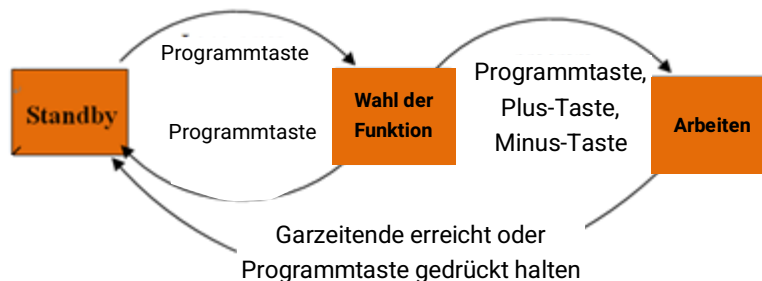 Programmtaste
Standby
Programmtaste
Wahl der
Funktion
Programmtaste,
Plus-Taste,
Minus-Taste
Arbeiten
Garzeitende erreicht oder
Programmtaste gedrückt halten